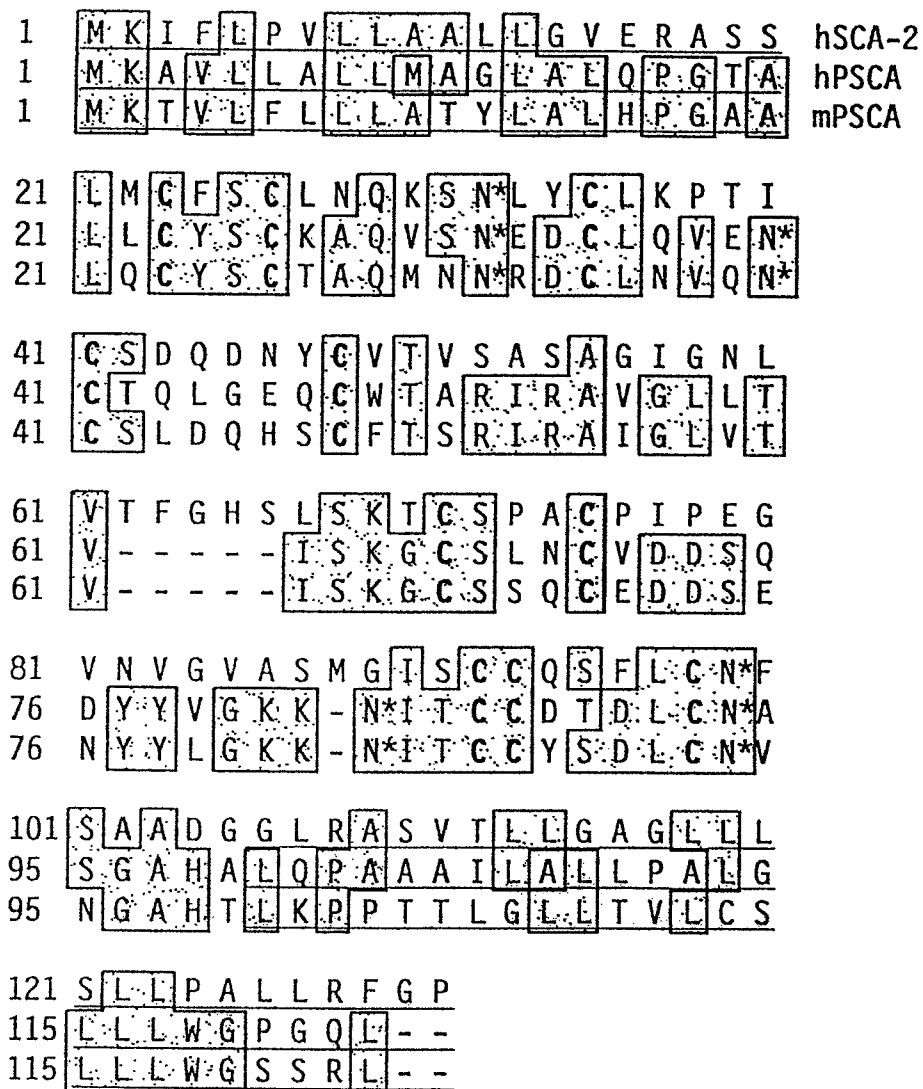 1 M K I F L P V L L A A L L G V E R A S S hSCA-2
1 M K A V L L A L L M A G L A L Q P G T A hPSCA
1 M K T V L F L L L A T Y L A L H P G A A mPSCA
21 L M C F S C L N Q K S N* L Y C L K P T I
21 L L C Y S C K A Q V S N* E D C L Q V E N*
21 L Q C Y S C T A Q M N N* R D C L N V Q N*
41 C S D Q D N Y C V T V S A S A G I G N L
41 C T Q L G E Q C W T A R I R A V G L L T
41 C S L D Q H S C F T S R I R A I G L V T
61 V T F G H S L S K T C S P A C P I P E G
61 V - - - - - I S K G C S L N C V D D S Q
61 V - - - - - I S K G C S S Q C E D D S E
81 V N V G V A S M G I S C C Q S F L C N* F
76 D Y Y V G K K - N* I T C C D T D L C N* A
76 N Y Y L G K K - N* I T C C Y S D L C N* V
101 S A A D G G L R A S V T L L G A G L L L
95 S G A H A L Q P A A A I L A L L P A L G
95 N G A H T L K P P T T L G L L T V L C S
121 S L L P A L L R F G P
115 L L L W G P G Q L - -
115 L L L W G S S R L - -